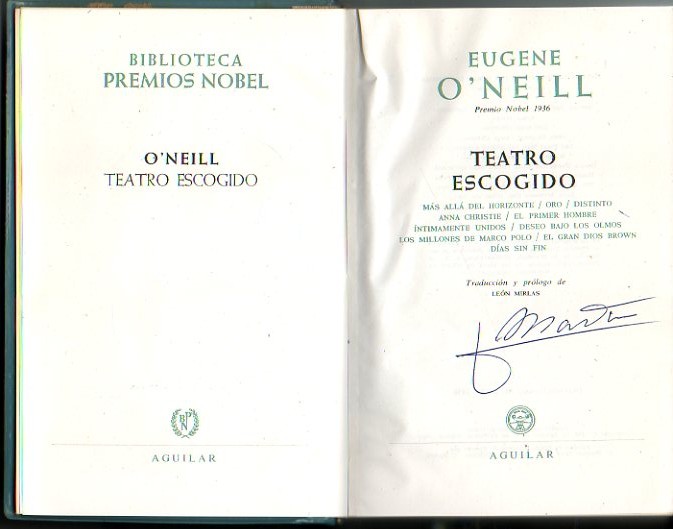 BIBLIOTECA
PREMIOS NOBEL
O'NEILL
TEATRO ESCOGIDO
BPN
AGUILAR
EUGENE
O'NEILL
Premio Nobel 1936
TEATRO
ESCOGIDO
MÁS ALLÁ DEL HORIZONTE / ORO / DISTINTO
ANNA CHRISTIE / EL PRIMER HOMBRE
ÍNTIMAMENTE UNIDOS / DESEO BAJO LOS OLMOS
LOS MILLONES DE MARCO POLO / EL GRAN DIOS BROWN
DÍAS SIN FIN
Traducción y prólogo de
LEÓN MIRLAS
AGUILAR